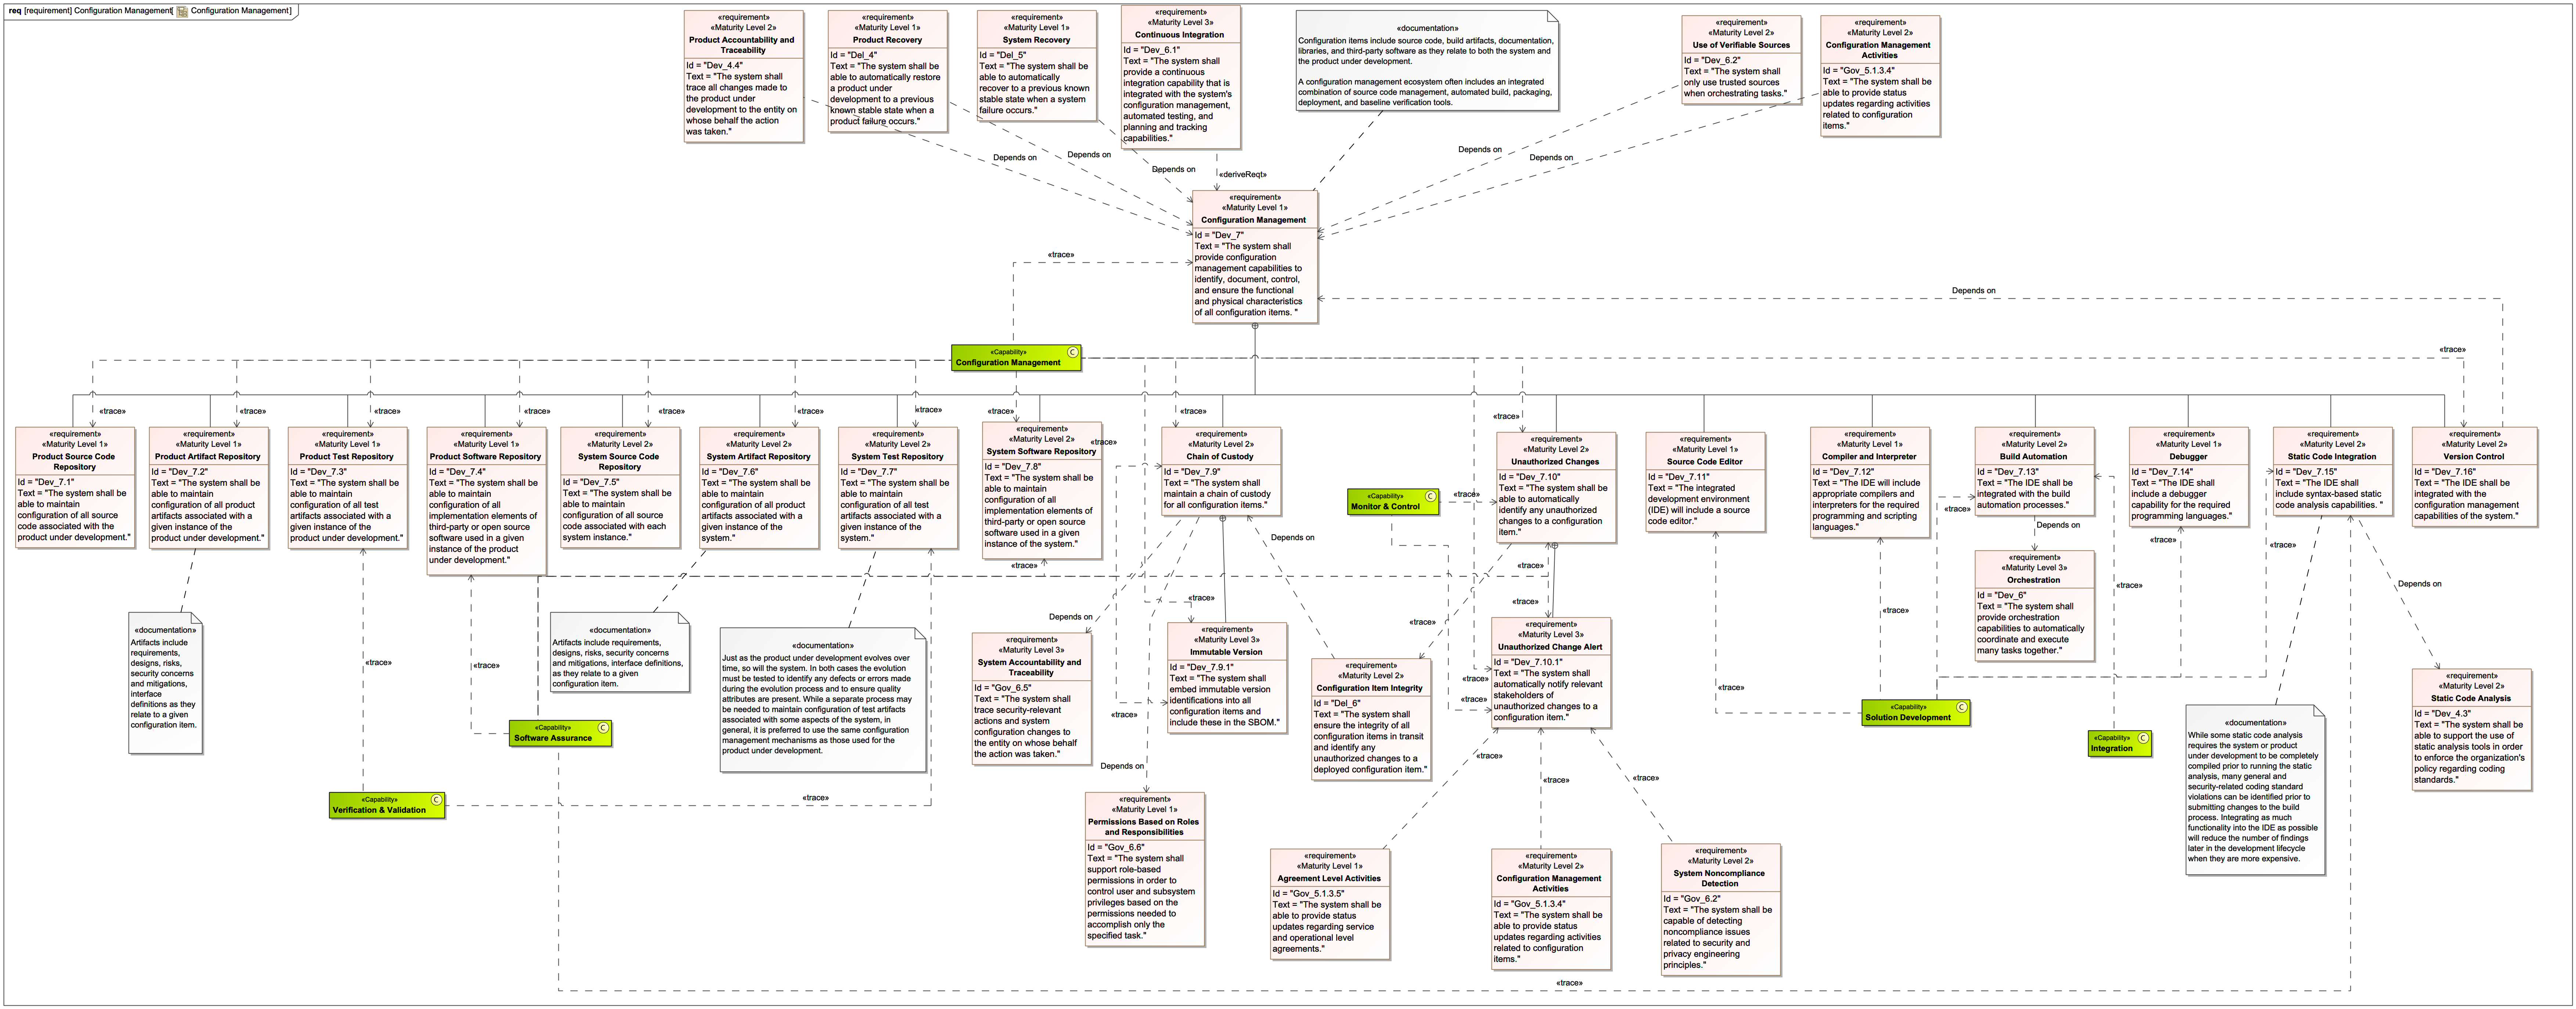 req [requirement] Configuration Management[ Configuration Management]
«requirement»
«Maturity Level 2»
Product Accountability and
Traceability
Id = "Dev_4.4"
Text = "The system shall
trace all changes made to
the product under
development to the entity on
whose behalf the action
was taken."
«requirement»
«Maturity Level 1»
Product Recovery
Id = "Del_4"
Text = "The system shall be
able to automatically restore
a product under
development to a previous
known stable state when a
product failure occurs."
«requirement»
«Maturity Level 1»
System Recovery
Id = "Del_5"
Text = "The system shall be
able to automatically
recover to a previous known
stable state when a system
failure occurs."
«requirement»
«Maturity Level 3»
Continuous Integration
Id = "Dev_6.1"
Text = "The system shall
provide a continuous
integration capability that is
integrated with the system's
configuration management,
automated testing, and
planning and tracking
capabilities."
«documentation»
Configuration items include source code, build artifacts, documentation,
libraries, and third-party software as they relate to both the system and
the product under development.
A configuration management ecosystem often includes an integrated
combination of source code management, automated build, packaging,
deployment, and baseline verification tools.
«requirement»
«Maturity Level 2»
Use of Verifiable Sources
Id = "Dev_6.2"
Text = "The system shall
only use trusted sources
when orchestrating tasks."
«requirement»
«Maturity Level 2»
Configuration Management
Activities
Id = "Gov_5.1.3.4"
Text = "The system shall be
able to provide status
updates regarding activities
related to configuration
items."
Depends on
Depends on
Depends on
«deriveReqt»
Depends on
Depends on
«requirement»
«Maturity Level 1»
Configuration Management
Id = "Dev_7"
Text = "The system shall
provide configuration
management capabilities to
identify, document, control,
and ensure the functional
and physical characteristics
of all configuration items. "
«trace»
Depends on
«Capability»
Configuration Management
C
«trace»
«trace»
«trace»
«trace»
«trace»
«trace»
«trace»
«trace»
«trace»
«trace»
«trace»
«trace»
«requirement»
«Maturity Level 1»
Product Source Code
Repository
Id = "Dev_7.1"
Text = "The system shall be
able to maintain
configuration of all source
code associated with the
product under development."
«requirement»
«Maturity Level 1»
Product Artifact Repository
Id = "Dev_7.2"
Text = "The system shall be
able to maintain
configuration of all product
artifacts associated with a
given instance of the
product under development."
«requirement»
«Maturity Level 1»
Product Test Repository
Id = "Dev_7.3"
Text = "The system shall be
able to maintain
configuration of all test
artifacts associated with a
given instance of the
product under development."
«requirement»
«Maturity Level 1»
Product Software Repository
Id = "Dev_7.4"
Text = "The system shall be
able to maintain
configuration of all
implementation elements of
third-party or open source
software used in a given
instance of the product
under development."
«requirement»
«Maturity Level 2»
System Source Code
Repository
Id = "Dev_7.5"
Text = "The system shall be
able to maintain
configuration of all source
code associated with each
system instance."
«requirement»
«Maturity Level 2»
System Artifact Repository
Id = "Dev_7.6"
Text = "The system shall be
able to maintain
configuration of all product
artifacts associated with a
given instance of the
system."
«requirement»
«Maturity Level 2»
System Test Repository
Id = "Dev_7.7"
Text = "The system shall be
able to maintain
configuration of all test
artifacts associated with a
given instance of the
system."
«requirement»
«Maturity Level 2»
System Software Repository
Id = "Dev_7.8"
Text = "The system shall be
able to maintain
configuration of all
implementation elements of
third-party or open source
software used in a given
instance of the system."
«requirement»
«Maturity Level 2»
Chain of Custody
Id = "Dev_7.9"
Text = "The system shall
maintain a chain of custody
for all configuration items."
«Capability»
Monitor & Control
C
«trace»
«requirement»
«Maturity Level 2»
Unauthorized Changes
Id = "Dev_7.10"
Text = "The system shall be
able to automatically
identify any unauthorized
changes to a configuration
item."
«requirement»
«Maturity Level 1»
Source Code Editor
Id = "Dev_7.11"
Text = "The integrated
development environment
(IDE) will include a source
code editor."
«requirement»
«Maturity Level 1»
Compiler and Interpreter
Id = "Dev_7.12"
Text = "The IDE will include
appropriate compilers and
interpreters for the required
programming and scripting
languages."
«requirement»
«Maturity Level 2»
Build Automation
Id = "Dev_7.13"
Text = "The IDE shall be
integrated with the build
automation processes."
«requirement»
«Maturity Level 1»
Debugger
Id = "Dev_7.14"
Text = "The IDE shall
include a debugger
capability for the required
programming languages."
«requirement»
«Maturity Level 2»
Static Code Integration
Id = "Dev_7.15"
Text = "The IDE shall
include syntax-based static
code analysis capabilities."
«requirement»
«Maturity Level 1»
Version Control
Id = "Dev_7.16"
Text = "The IDE shall be
integrated with the
configuration management
capabilities of the system."
«trace»
Depends on
«trace»
«trace»
Depends on
«trace»
«trace»
«requirement»
«Maturity Level 3»
Orchestration
Id = "Dev_6"
Text = "The system shall
provide orchestration
capabilities to automatically
coordinate and execute
many tasks together."
«trace»
Depends on
«trace»
«trace»
«trace»
«trace»
Depends on
«trace»
«documentation»
Artifacts include
requirements,
designs, risks,
security concerns
and mitigations,
interface
definitions as they
relate to a given
configuration item.
«trace»
«trace»
«documentation»
Artifacts include requirements,
designs, risks, security concerns
and mitigations, interface definitions,
as they relate to a given
configuration item.
«documentation»
Just as the product under development evolves over
time, so will the system. In both cases the evolution
must be tested to identify any defects or errors made
during the evolution process and to ensure quality
attributes are present. While a separate process may
be needed to maintain configuration of test artifacts
associated with some aspects of the system, in
general, it is preferred to use the same configuration
management mechanisms as those used for the
product under development.
«requirement»
«Maturity Level 3»
System Accountability and
Traceability
Id = "Gov_6.5"
Text = "The system shall
trace security-relevant
actions and system
configuration changes to
the entity on whose behalf
the action was taken."
«requirement»
«Maturity Level 3»
Immutable Version
Id = "Dev_7.9.1"
Text = "The system shall
embed immutable version
identifications into all
configuration items and
include these in the SBOM."
«trace»
«requirement»
«Maturity Level 2»
Configuration Item Integrity
Id = "Del_6"
Text = "The system shall
ensure the integrity of all
configuration items in transit
and identify any
unauthorized changes to a
deployed configuration item."
«trace»
«trace»
«requirement»
«Maturity Level 3»
Unauthorized Change Alert
Id = "Dev_7.10.1"
Text = "The system shall
automatically notify relevant
stakeholders of
unauthorized changes to a
configuration item."
«trace»
«Capability»
Solution Development
C
«Capability»
Integration
C
«documentation»
While some static code analysis
requires the system or product
under development to be completely
compiled prior to running the static
analysis, many general and
security-related coding standard
violations can be identified prior to
submitting changes to the build
process. Integrating as much
functionality into the IDE as possible
will reduce the number of findings
later in the development lifecycle
when they are more expensive.
«requirement»
«Maturity Level 2»
Static Code Analysis
Id = "Dev_4.3"
Text = "The system shall be
able to support the use of
static analysis tools in order
to enforce the organization's
policy regarding coding
standards."
«Capability»
Software Assurance
C
«Capability»
Verification & Validation
C
«trace»
Depends on
«trace»
«trace»
«trace»
«requirement»
«Maturity Level 1»
Permissions Based on Roles
and Responsibilities
Id = "Gov_6.6"
Text = "The system shall
support role-based
permissions in order to
control user and subsystem
privileges based on the
permissions needed to
accomplish only the
specified task."
«requirement»
«Maturity Level 1»
Agreement Level Activities
Id = "Gov_5.1.3.5"
Text = "The system shall be
able to provide status
updates regarding service
and operational level
agreements."
«requirement»
«Maturity Level 2»
Configuration Management
Activities
Id = "Gov_5.1.3.4"
Text = "The system shall be
able to provide status
updates regarding activities
related to configuration
items."
«requirement»
«Maturity Level 2»
System Noncompliance
Detection
Id = "Gov_6.2"
Text = "The system shall be
capable of detecting
noncompliance issues
related to security and
privacy engineering
principles."
«trace»